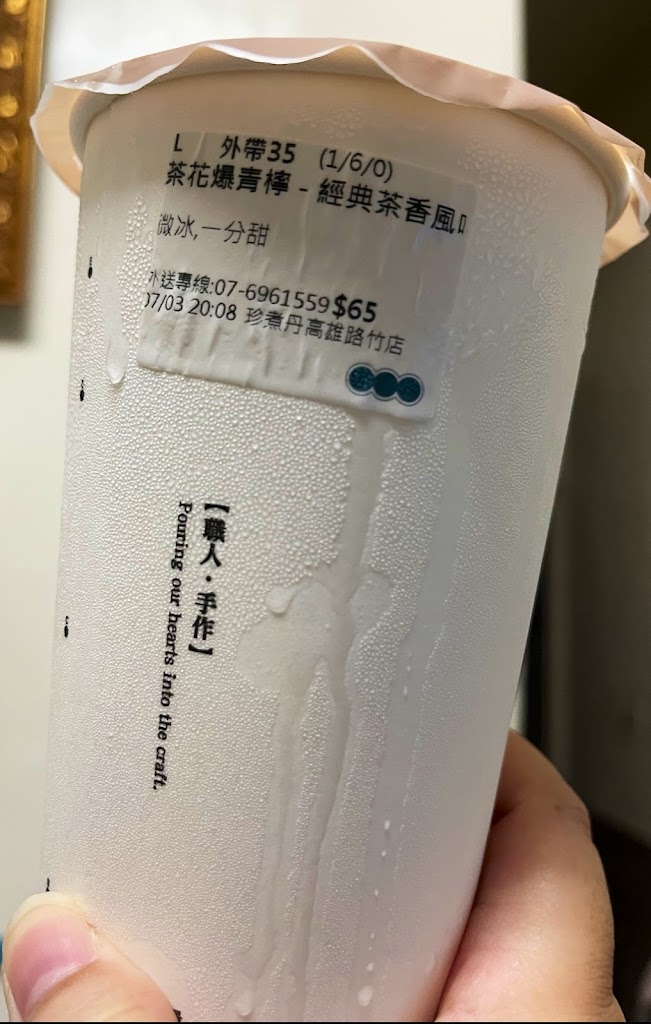 L 外帶35 (1/6/0)
茶花爆青檸 - 經典茶香風
微冰,一分甜
外送專線:07-6961559 $65
07/03 20:08 珍煮丹高雄路竹店
【職人・手作】
Pouring our hearts into the craft.